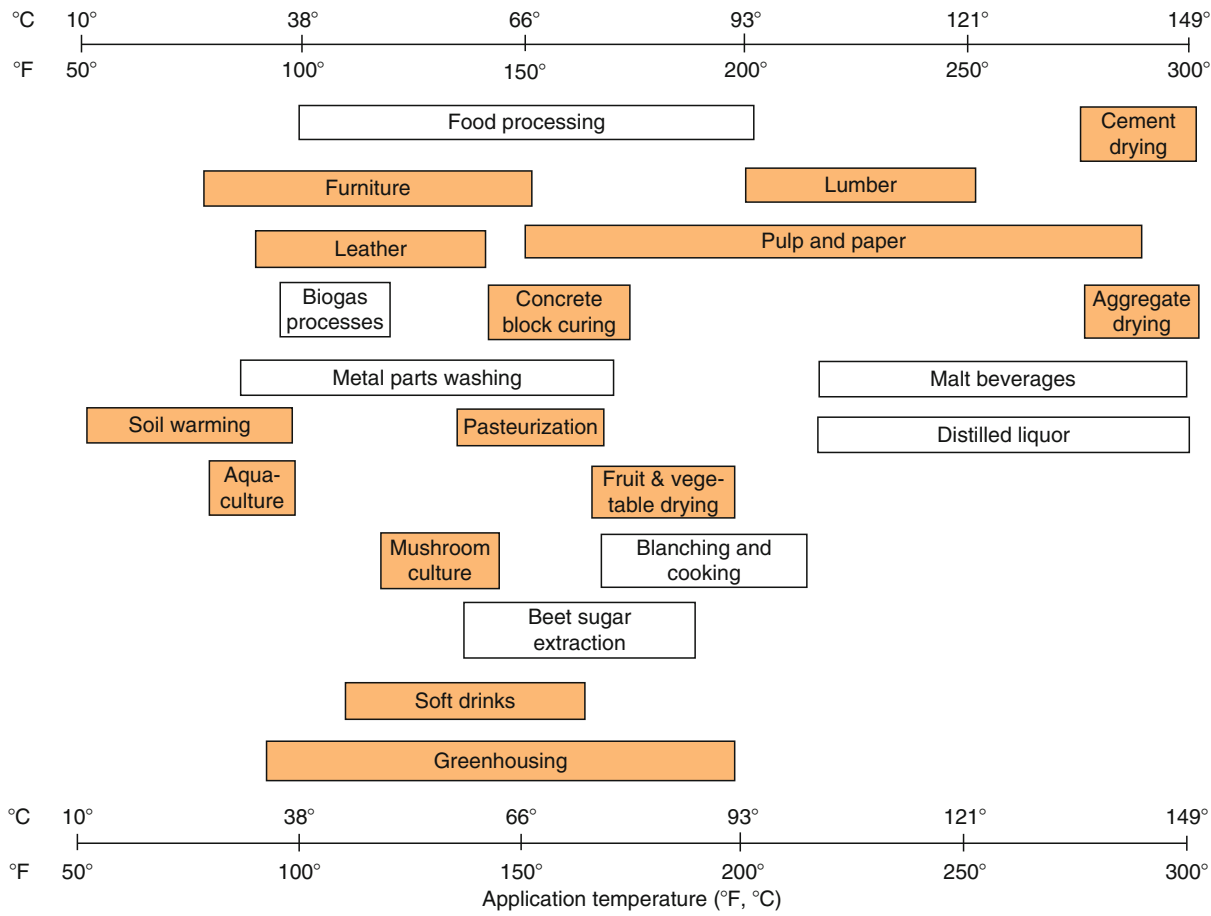 °C 10° 38° 66° 93° 121° 149°
°F 50° 100° 150° 200° 250° 300°
Food processing
Cement
drying
Furniture
Lumber
Leather
Pulp and paper
Biogas
processes
Concrete
block curing
Aggregate
drying
Metal parts washing
Malt beverages
Soil warming
Pasteurization
Distilled liquor
Aqua-
culture
Fruit & vege-
table drying
Mushroom
culture
Blanching and
cooking
Beet sugar
extraction
Soft drinks
Greenhousing
°C 10° 38° 66° 93° 121° 149°
°F 50° 100° 150° 200° 250° 300°
Application temperature (°F, °C)